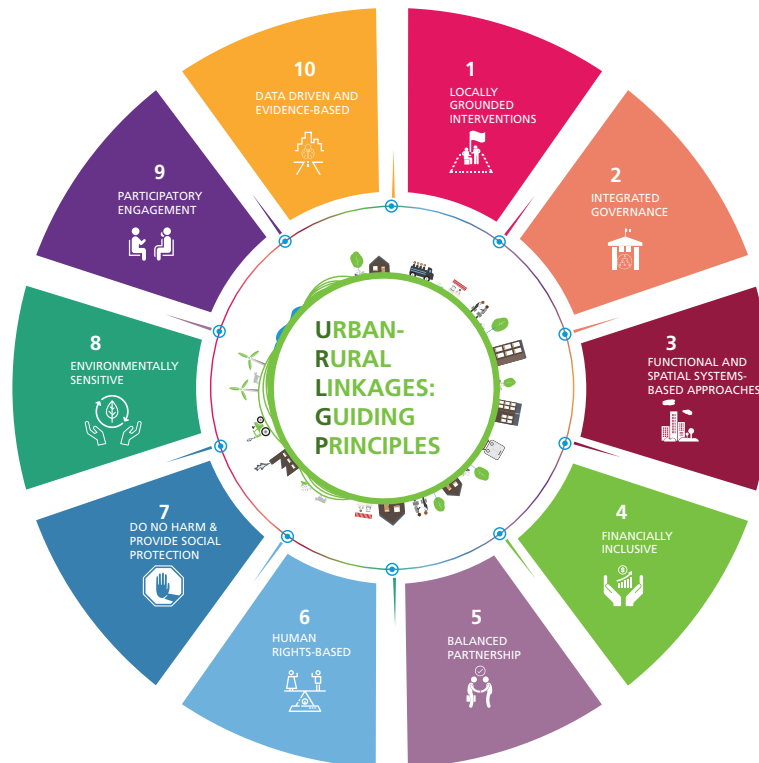 URBAN-
RURAL
LINKAGES:
GUIDING
PRINCIPLES
1
LOCALLY
GROUNDED
INTERVENTIONS
2
INTEGRATED
GOVERNANCE
3
FUNCTIONAL AND
SPATIAL SYSTEMS-
BASED APPROACHES
4
FINANCIALLY
INCLUSIVE
5
BALANCED
PARTNERSHIP
6
HUMAN
RIGHTS-BASED
7
DO NO HARM &
PROVIDE SOCIAL
PROTECTION
8
ENVIRONMENTALLY
SENSITIVE
9
PARTICIPATORY
ENGAGEMENT
10
DATA DRIVEN AND
EVIDENCE-BASED